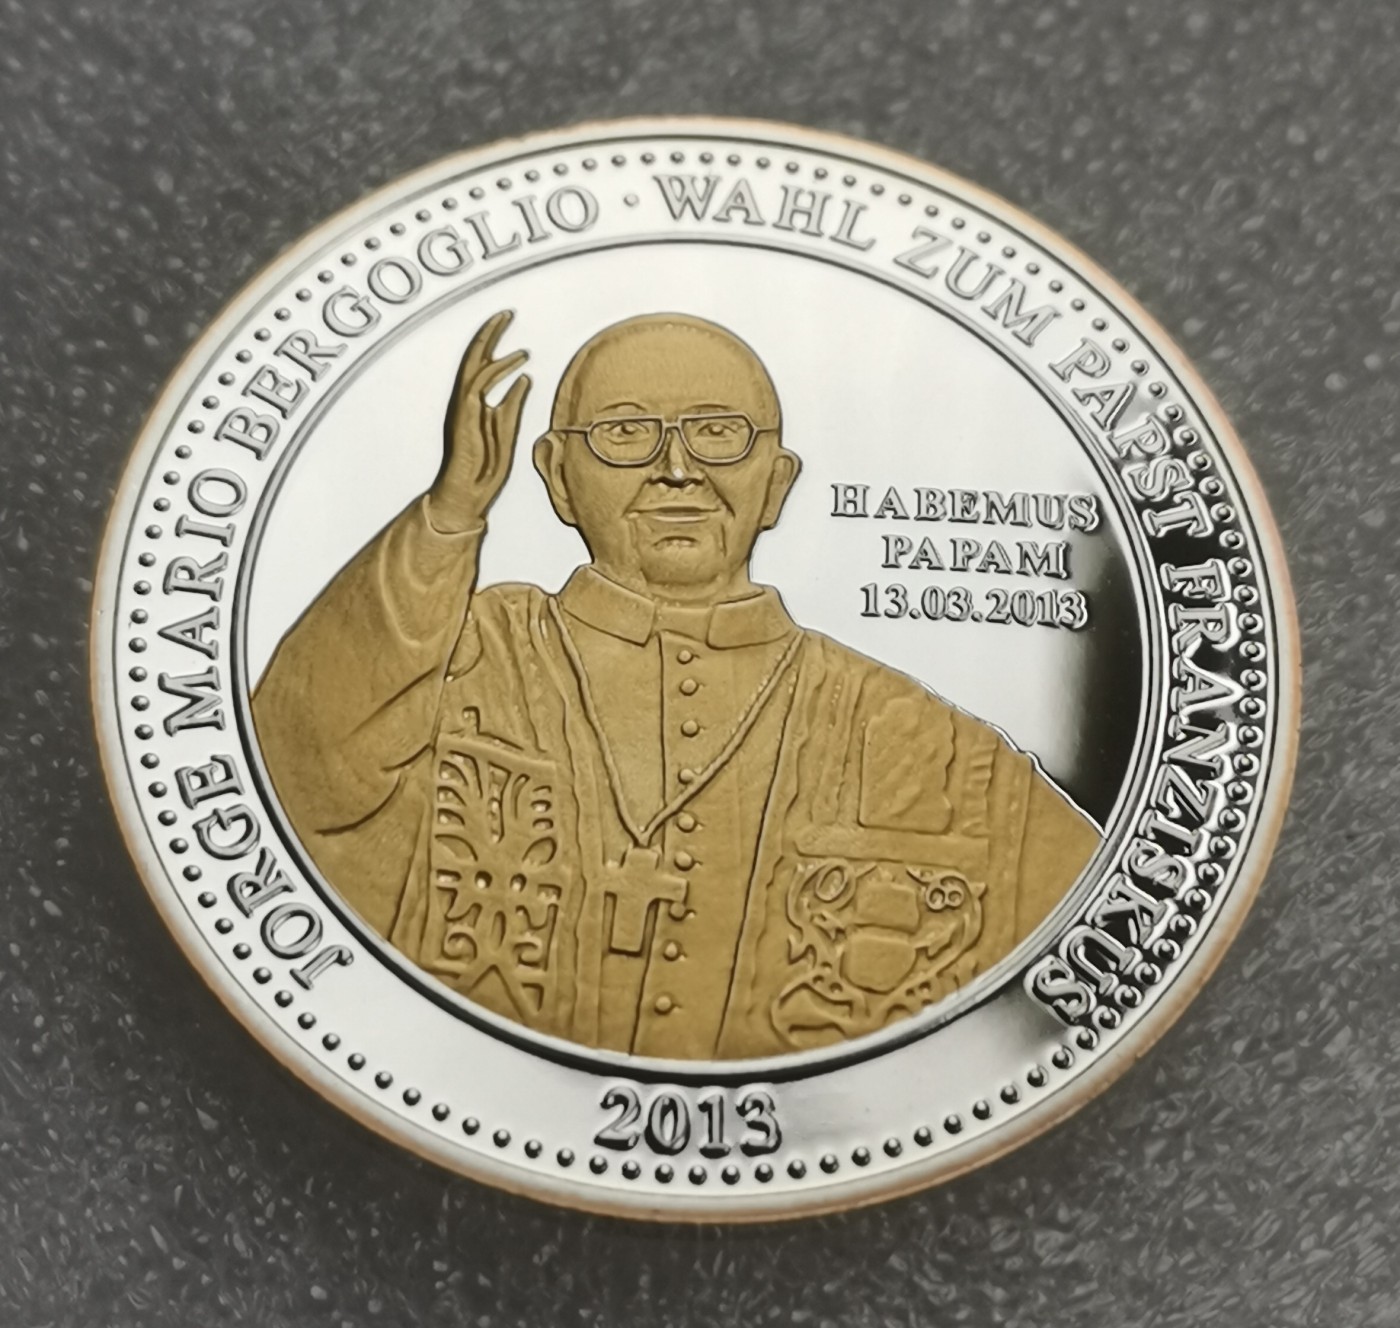 JORGE MARIO BERGOGLIO · WAHL ZUM PAPST FRANZISKUS
HABEMUS
PAPAM
13.03.2013
2013